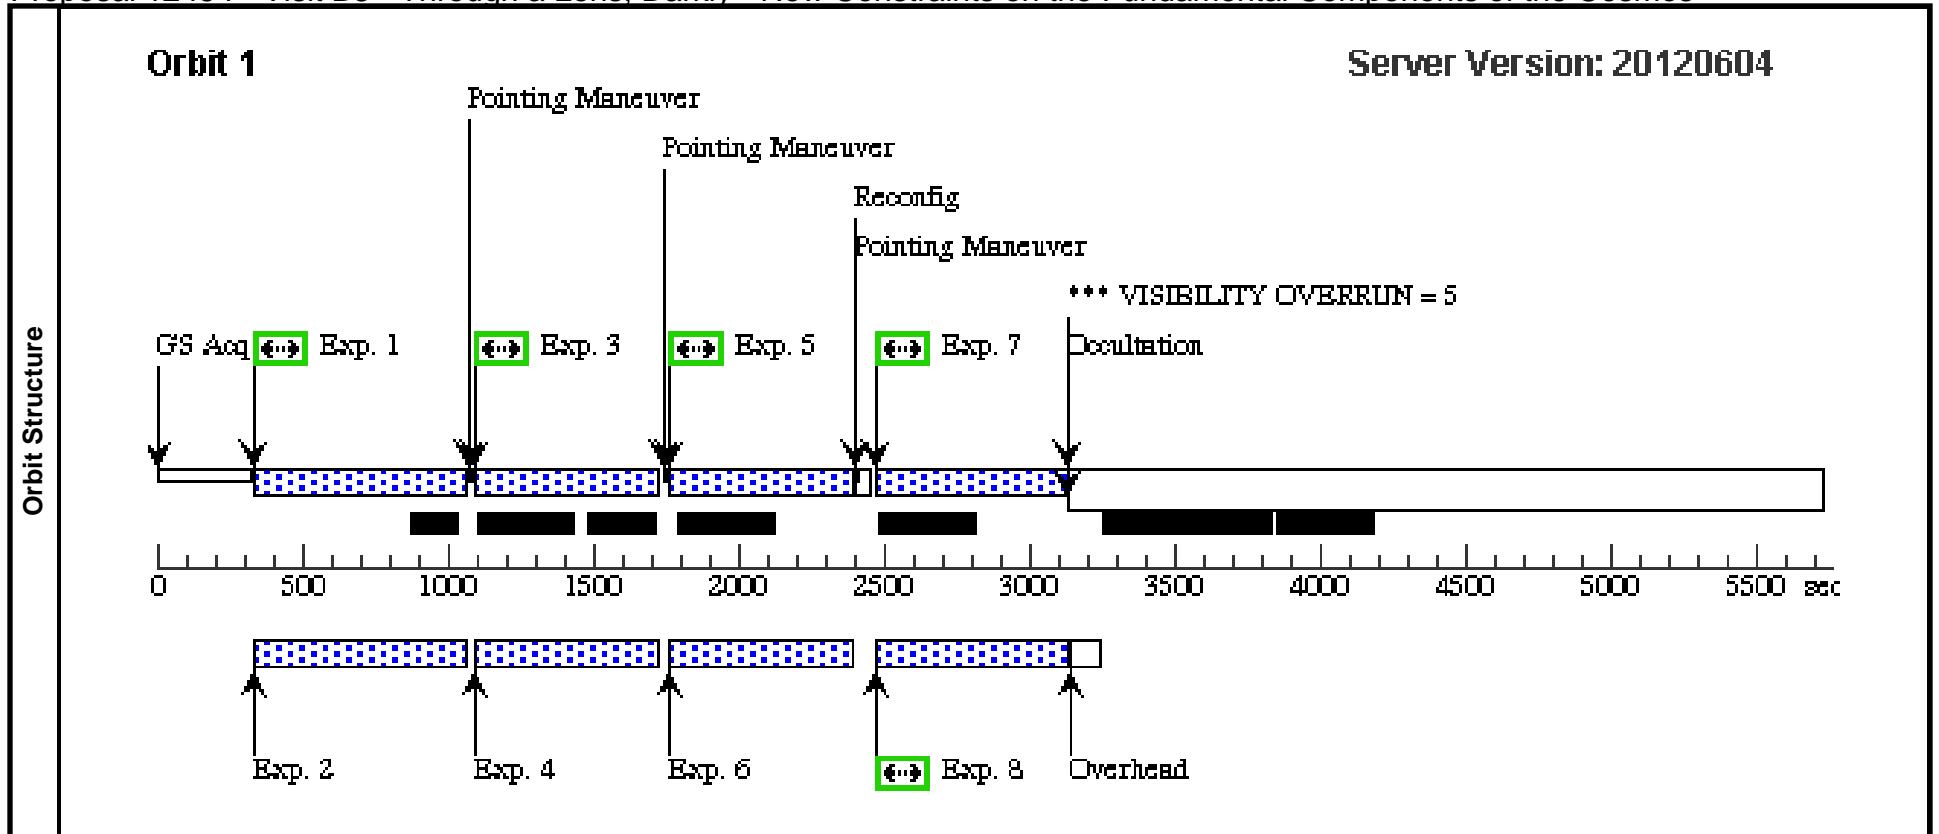 Orbit Structure
Orbit 1
Server Version: 20120604
Pointing Maneuver
Pointing Maneuver
Reconfig
Pointing Maneuver
*** VISIBILITY OVERRUN = 5
GS Acq
Exp. 1
Exp. 3
Exp. 5
Exp. 7
Occultation
0 500 1000 1500 2000 2500 3000 3500 4000 4500 5000 5500 sec
Exp. 2
Exp. 4
Exp. 6
Exp. 8
Overhead